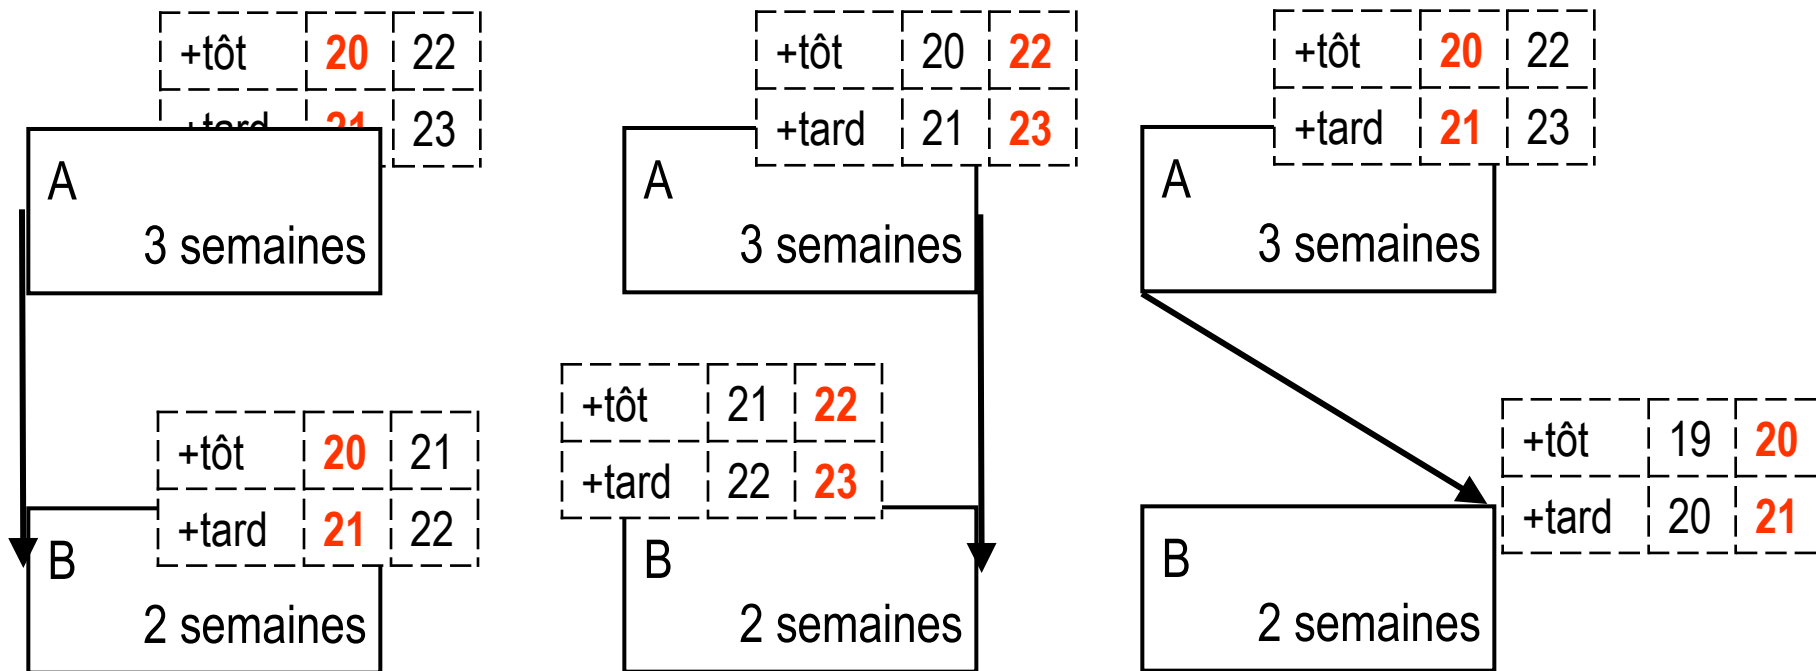 +tôt 20 22
+tard 21 23
A
3 semaines
+tôt 20 21
+tard 21 22
B
2 semaines
+tôt 20 22
+tard 21 23
A
3 semaines
+tôt 21 22
+tard 22 23
B
2 semaines
+tôt 20 22
+tard 21 23
A
3 semaines
+tôt 19 20
+tard 20 21
B
2 semaines